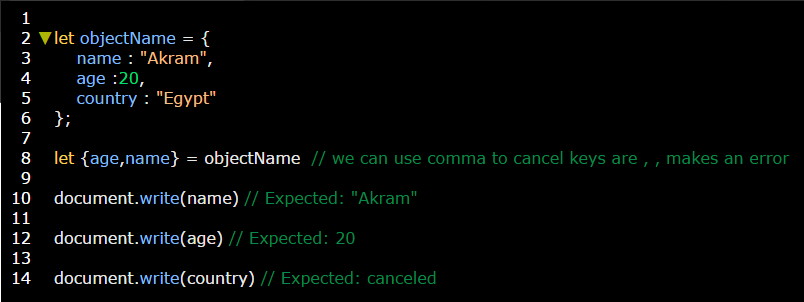 1
2 let objectName = {
3 name : "Akram",
4 age :20,
5 country : "Egypt"
6 };
7
8 let {age,name} = objectName // we can use comma to cancel keys are , , makes an error
9
10 document.write(name) // Expected: "Akram"
11
12 document.write(age) // Expected: 20
13
14 document.write(country) // Expected: canceled